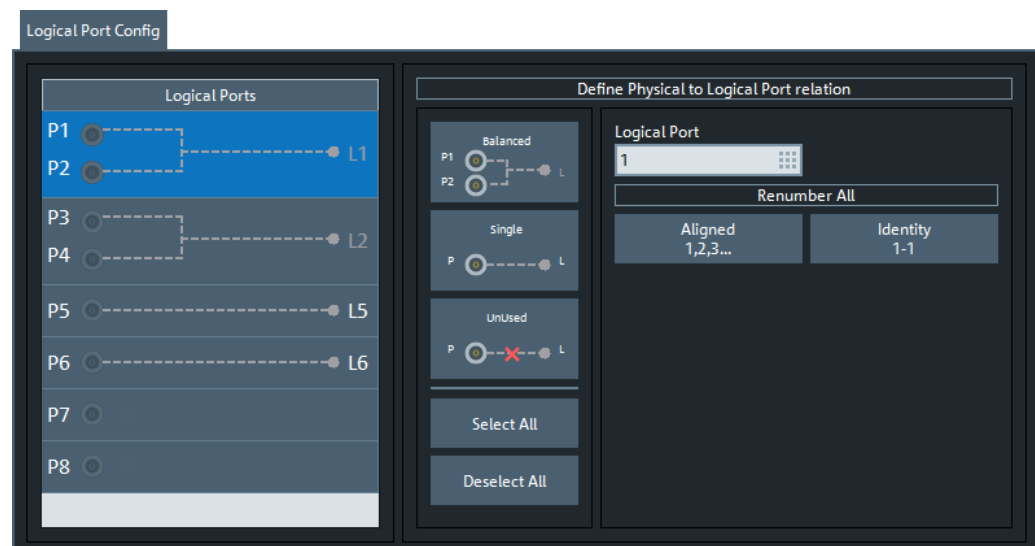 Logical Port Config
Logical Ports
P1
P2
L1
P3
P4
L2
P5 L5
P6 L6
P7
P8
Define Physical to Logical Port relation
Balanced
P1
P2
L
Single
P L
UnUsed
P L
Select All
Deselect All
Logical Port
1
Renumber All
Aligned
1,2,3...
Identity
1-1